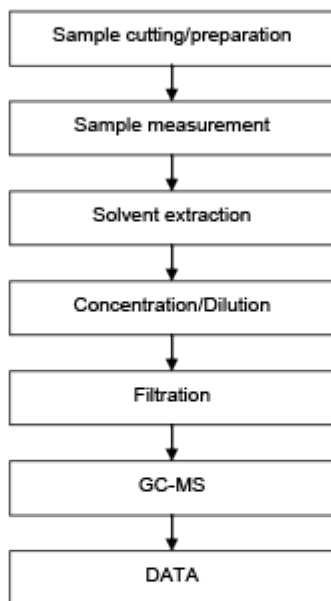 Sample cutting/preparation
Sample measurement
Solvent extraction
Concentration/Dilution
Filtration
GC-MS
DATA